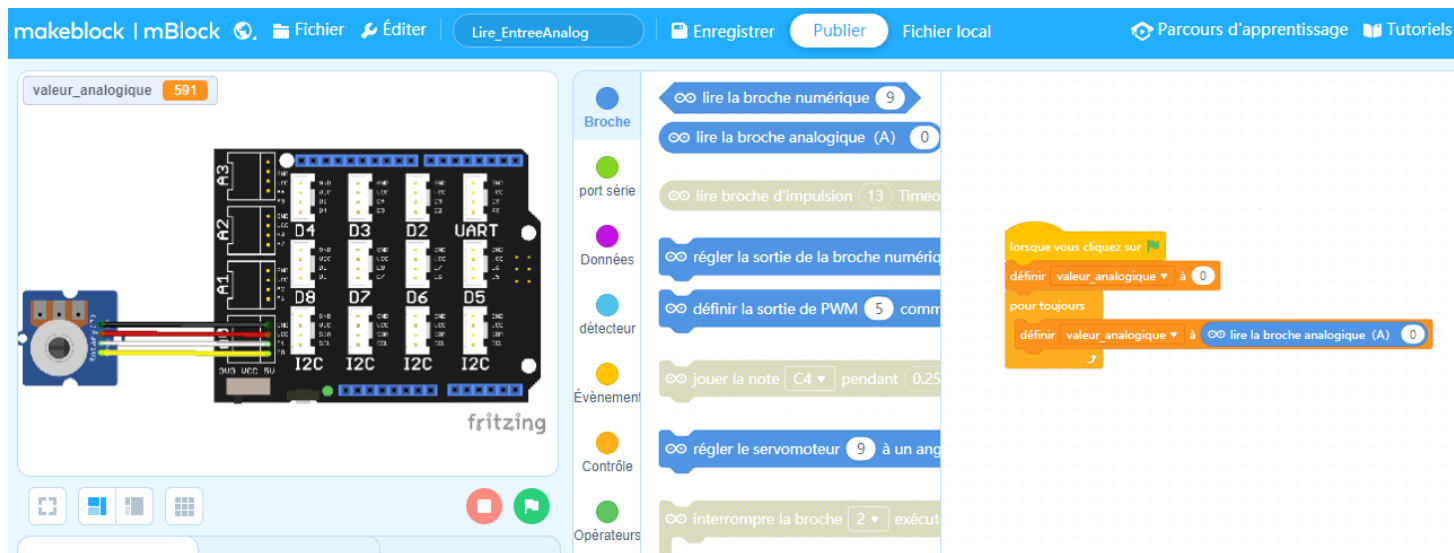 makeblock | mBlock Fichier Éditer Lire_EntreeAnalog Enregistrer Publier Fichier local Parcours d'apprentissage Tutoriels
valeur_analogique 591
A3
A2
A1
D4 D3 D2 UART
D8 D7 D6 D5
I2C I2C I2C I2C
3V3 VCC 5V
fritzing
Broche
port série
Données
détecteur
Évènement
Contrôle
Opérateurs
lire la broche numérique 9
lire la broche analogique (A) 0
lire broche d'impulsion 13 Timeo
régler la sortie de la broche numériq
définir la sortie de PWM 5 comm
jouer la note C4 pendant 0.25
régler le servomoteur 9 à un ang
interrompre la broche 2 exécut
lorsque vous cliquez sur
définir valeur_analogique à 0
pour toujours
définir valeur_analogique à lire la broche analogique (A) 0